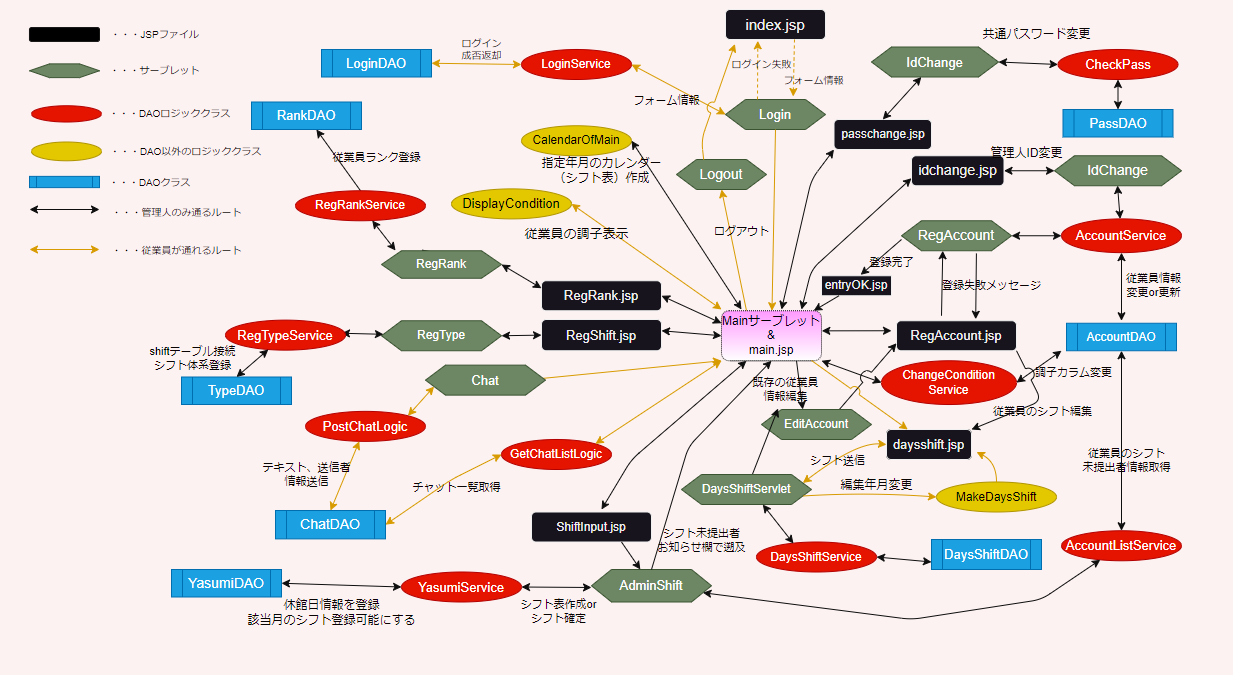 ・・・JSPファイル
・・・サーブレット
・・・DAOロジッククラス
・・・DAO以外のロジッククラス
・・・DAOクラス
・・・管理人のみ通るルート
・・・従業員が通れるルート
index.jsp
ログイン
成否返却
LoginDAO
LoginService
ログイン失敗
フォーム情報
フォーム情報
Login
共通パスワード変更
IdChange
CheckPass
PassDAO
passchange.jsp
RankDAO
従業員ランク登録
CalendarOfMain
指定年月のカレンダー
（シフト表）作成
Logout
管理人ID変更
idchange.jsp
IdChange
RegRankService
DisplayCondition
従業員の調子表示
ログアウト
RegAccount
AccountService
RegRank
登録完了
entryOK.jsp
登録失敗メッセージ
従業員情報
変更or更新
RegRank.jsp
Mainサーブレット
&
main.jsp
RegTypeService
RegType
RegShift.jsp
RegAccount.jsp
AccountDAO
shiftテーブル接続
シフト体系登録
TypeDAO
Chat
既存の従業員
情報編集
ChangeCondition
Service
調子カラム変更
従業員のシフト編集
PostChatLogic
EditAccount
daysshift.jsp
GetChatListLogic
シフト送信
従業員のシフト
未提出者情報取得
テキスト、送信者
情報送信
チャット一覧取得
DaysShiftServlet
編集年月変更
MakeDaysShift
ChatDAO
ShiftInput.jsp
シフト未提出者
お知らせ欄で遡及
DaysShiftService
DaysShiftDAO
AccountListService
YasumiDAO
YasumiService
AdminShift
休館日情報を登録
該当月のシフト登録可能にする
シフト表作成or
シフト確定